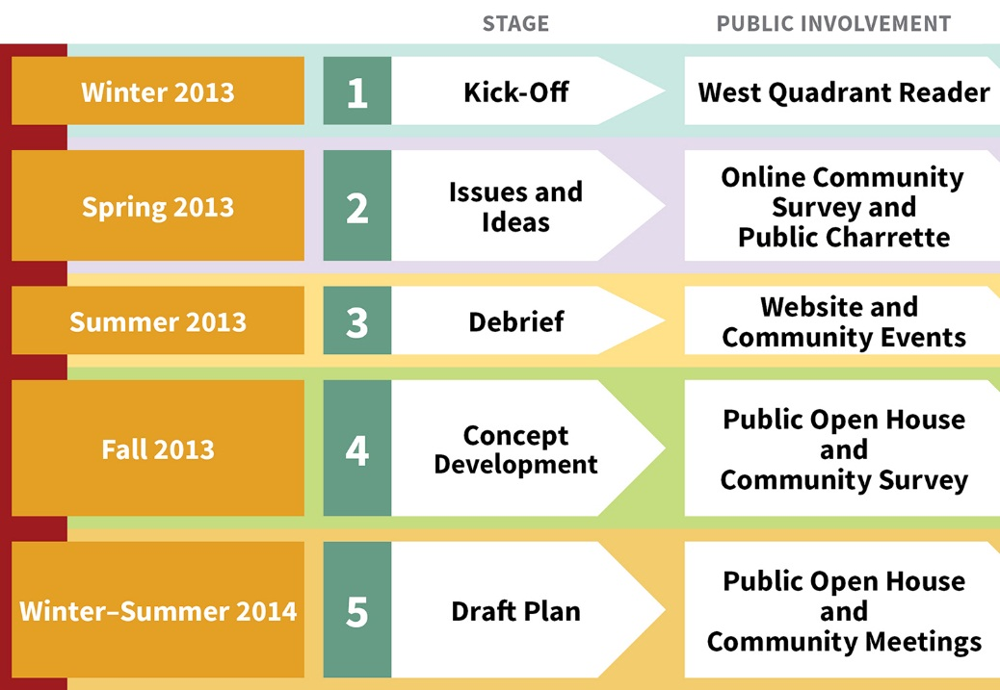 STAGE PUBLIC INVOLVEMENT
Winter 2013 1 Kick-Off West Quadrant Reader
Spring 2013 2 Issues and
Ideas
Online Community
Survey and
Public Charrette
Summer 2013 3 Debrief Website and
Community Events
Fall 2013 4 Concept
Development
Public Open House
and
Community Survey
Winter–Summer 2014 5 Draft Plan Public Open House
and
Community Meetings